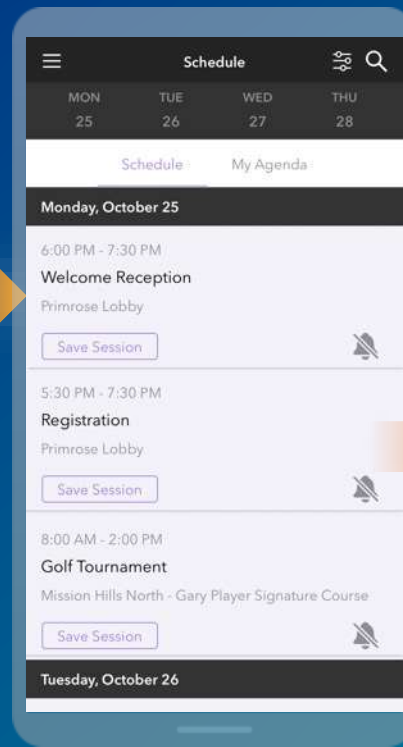 Schedule
MON TUE WED THU
25 26 27 28
Schedule My Agenda
Monday, October 25
6:00 PM - 7:30 PM
Welcome Reception
Primrose Lobby
Save Session
5:30 PM - 7:30 PM
Registration
Primrose Lobby
Save Session
8:00 AM - 2:00 PM
Golf Tournament
Mission Hills North - Gary Player Signature Course
Save Session
Tuesday, October 26